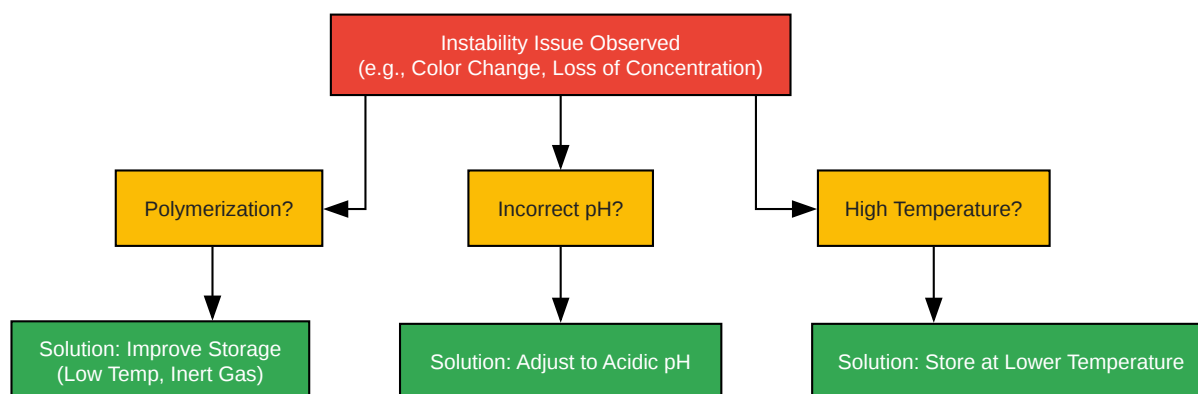 Instability Issue Observed
(e.g., Color Change, Loss of Concentration)
Polymerization?
Incorrect pH?
High Temperature?
Solution: Improve Storage
(Low Temp, Inert Gas)
Solution: Adjust to Acidic pH
Solution: Store at Lower Temperature